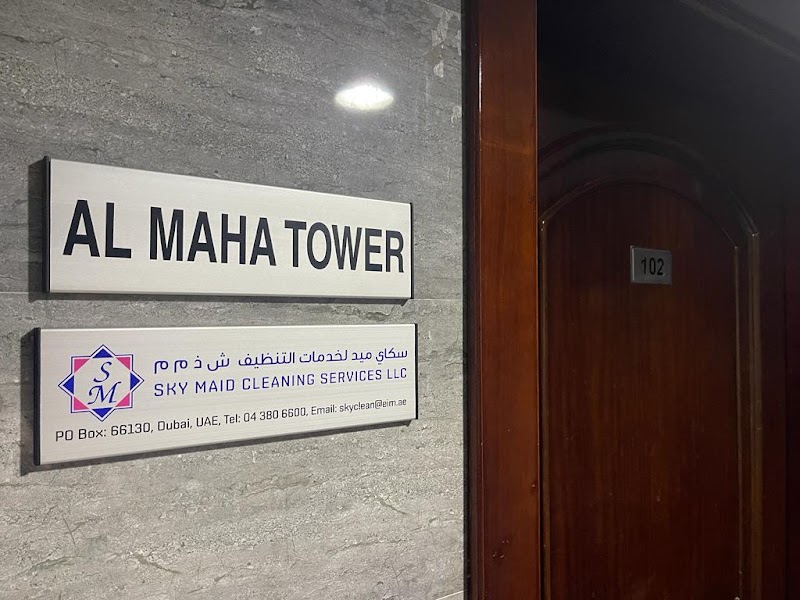 AL MAHA TOWER
سكاي ميد لخدمات التنظيف ش ذ م م
SM
SKY MAID CLEANING SERVICES LLC
PO Box: 66130, Dubai, UAE, Tel: 04 380 6600, Email: skyclean@eim.ae
102